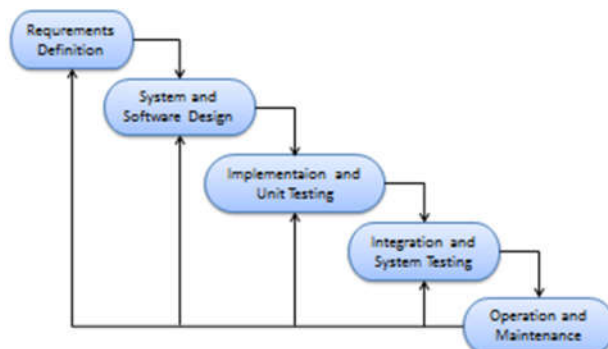 Requrements
Definition
System and
Software Design
Implementaion and
Unit Testing
Integration and
System Testing
Operation and
Maintenance